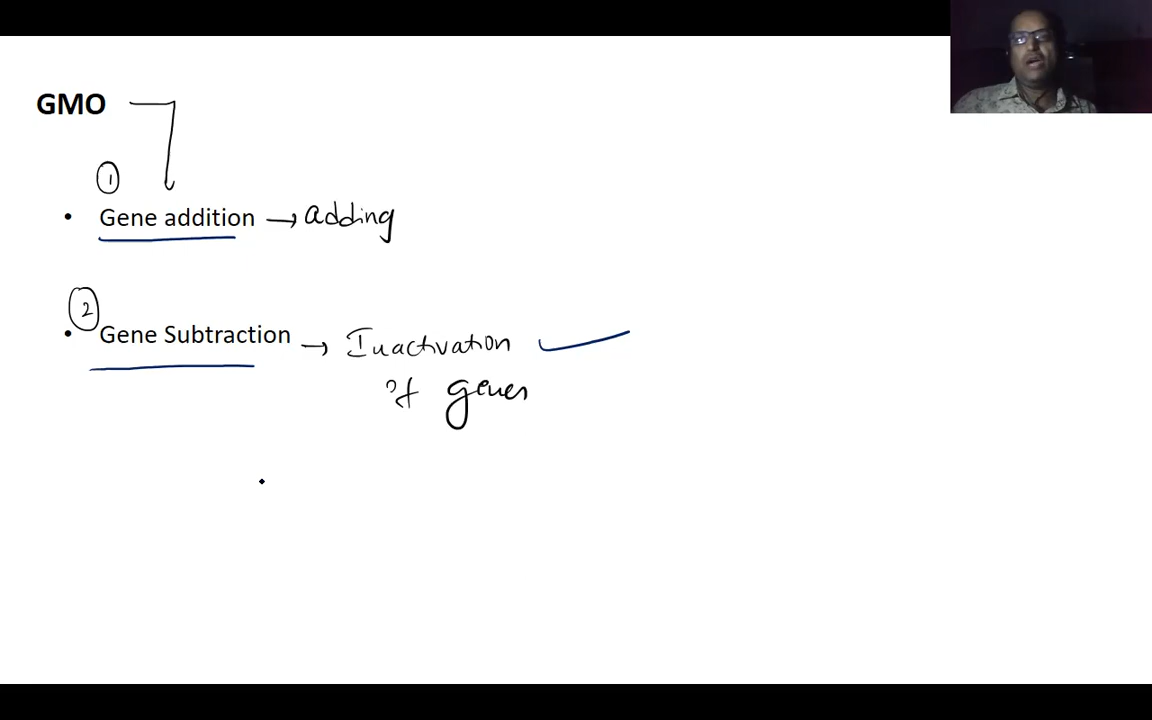 GMO
1
• Gene addition → adding
2
• Gene Subtraction → Inactivation
of genes